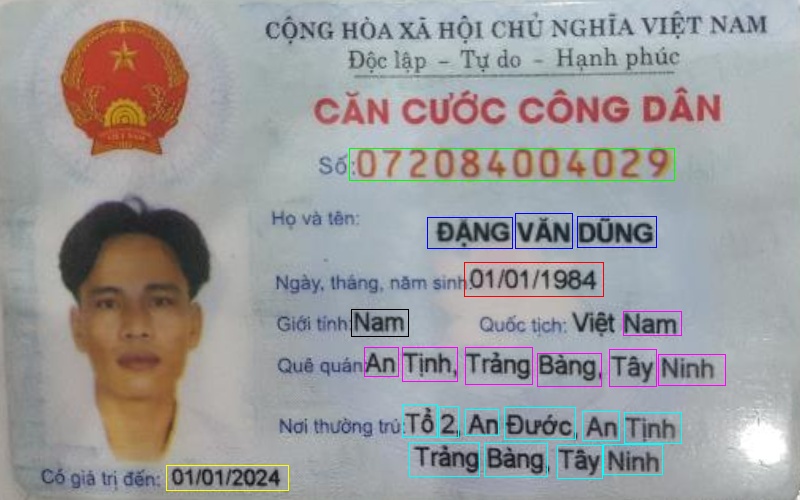 CỘNG HÒA XÃ HỘI CHỦ NGHĨA VIỆT NAM
Độc lập - Tự do - Hạnh phúc
CĂN CƯỚC CÔNG DÂN
Số: 072084004029
Họ và tên: ĐẶNG VĂN DŨNG
Ngày, tháng, năm sinh: 01/01/1984
Giới tính: Nam Quốc tịch: Việt Nam
Quê quán: An Tịnh, Trảng Bàng, Tây Ninh
Nơi thường trú: Tổ 2, An Đước, An Tịnh
Trảng Bàng, Tây Ninh
Có giá trị đến: 01/01/2024